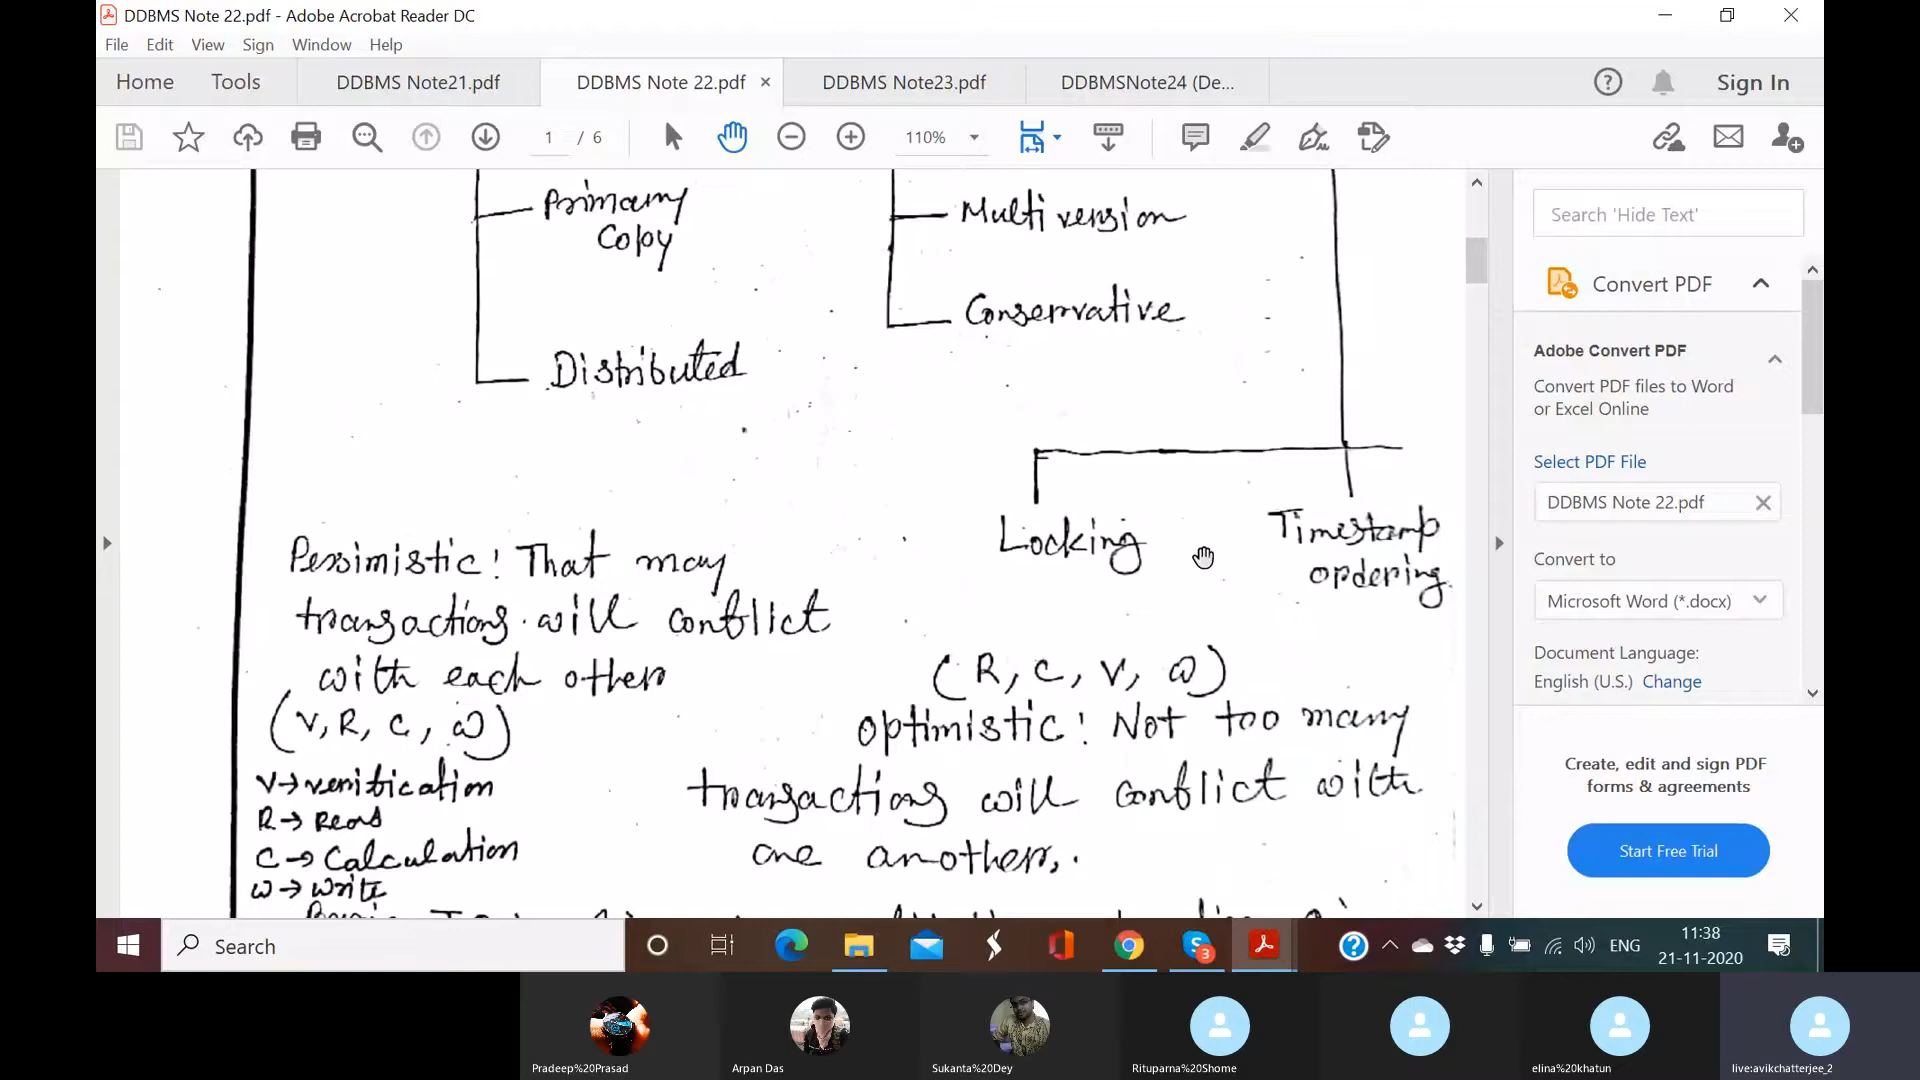 DDBMS Note 22.pdf - Adobe Acrobat Reader DC
File Edit View Sign Window Help
Home Tools DDBMS Note21.pdf DDBMS Note 22.pdf × DDBMS Note23.pdf DDBMSNote24 (De... Sign In
1 / 6 110%
Primary
Copy
Distributed
Multi version
Conservative
Locking
Timestamp
ordering.
Pessimistic: That may
transactions will conflict
with each other
(V, R, C, W)
V→verification
R→Read
C→Calculation
W→write
(R, C, V, W)
optimistic: Not too many
transactions will conflict with
one another.
Search 'Hide Text'
Convert PDF
Adobe Convert PDF
Convert PDF files to Word
or Excel Online
Select PDF File
DDBMS Note 22.pdf
Convert to
Microsoft Word (*.docx)
Document Language:
English (U.S.) Change
Create, edit and sign PDF
forms & agreements
Start Free Trial
Search
3
ENG
11:38
21-11-2020
Pradeep%20Prasad Arpan Das Sukanta%20Dey Rituparna%20Shome elina%20khatun live:avikchatterjee_2